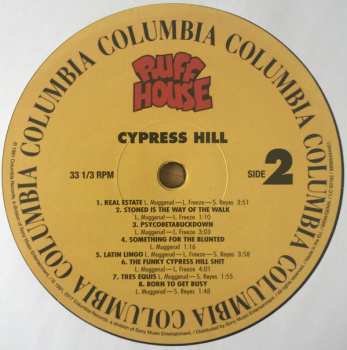 COLUMBIA COLUMBIA COLUMBIA COLUMBIA COLUMBIA
RUFF
HOUSE
CYPRESS HILL
33 1/3 RPM
SIDE 2
1. REAL ESTATE L. Muggerud—L. Freeze—S. Reyes 3:51
2. STONED IS THE WAY OF THE WALK
L. Muggerud—L. Freeze 1:10
3. PSYCOBETABUCKDOWN
L. Muggerud—L. Freeze—S. Reyes 3:03
4. SOMETHING FOR THE BLUNTED
L. Muggerud 1:16
5. LATIN LINGO L. Muggerud—L. Freeze—S. Reyes 3:58
6. THE FUNKY CYPRESS HILL SHIT
L. Muggerud—L. Freeze 4:01
7. TRES EQUIS L. Muggerud—S. Reyes 1:55
8. BORN TO GET BUSY
L. Muggerud—S. Reyes 1:48